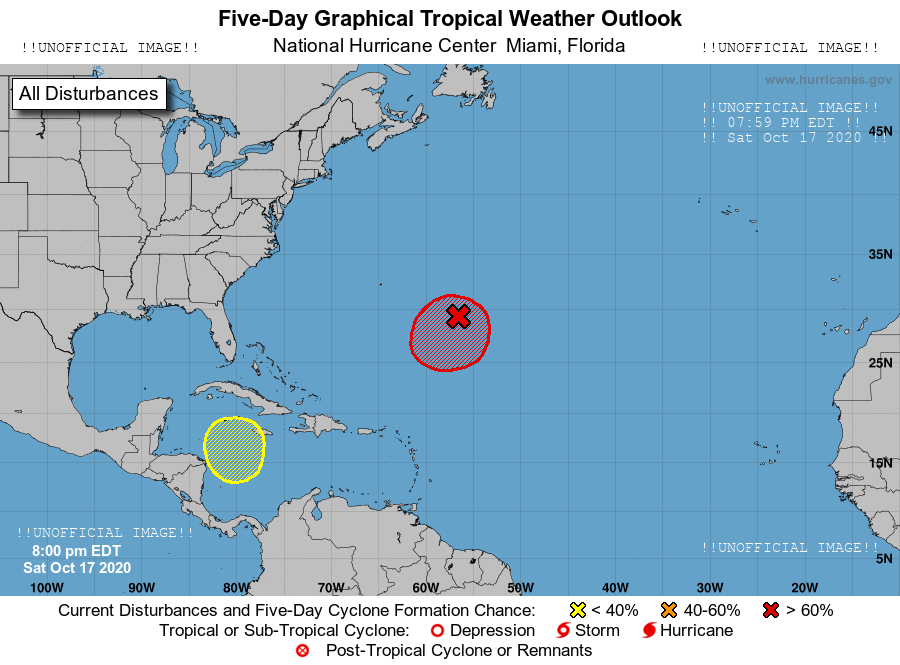 Five-Day Graphical Tropical Weather Outlook
!!UNOFFICIAL IMAGE!! National Hurricane Center Miami, Florida !!UNOFFICIAL IMAGE!!
www.hurricanes.gov
All Disturbances
!!UNOFFICIAL IMAGE!!
!! 07:59 PM EDT !!
45N
!! Sat Oct 17 2020 !!
35N
25N
15N
!!UNOFFICIAL IMAGE!!
8:00 pm EDT
Sat Oct 17 2020
!!UNOFFICIAL IMAGE!!
5N
100W 90W 80W 70W 60W 50W 40W 30W 20W
Current Disturbances and Five-Day Cyclone Formation Chance: < 40% 40-60% > 60%
Tropical or Sub-Tropical Cyclone: Depression Storm Hurricane
Post-Tropical Cyclone or Remnants